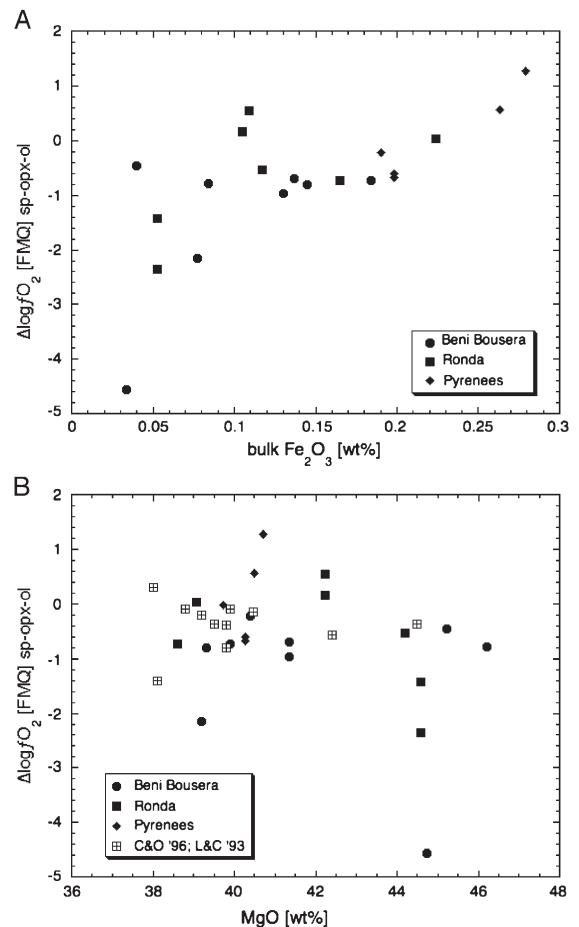 A
2
1
0
-1
-2
-3
-4
-5
ΔlogfO₂ [FMQ] sp-opx-ol
Beni Bousera
Ronda
Pyrenees
0 0.05 0.1 0.15 0.2 0.25 0.3
bulk Fe₂O₃ [wt%]
B
2
1
0
-1
-2
-3
-4
-5
ΔlogfO₂ [FMQ] sp-opx-ol
Beni Bousera
Ronda
Pyrenees
C&O '96; L&C '93
36 38 40 42 44 46 48
MgO [wt%]